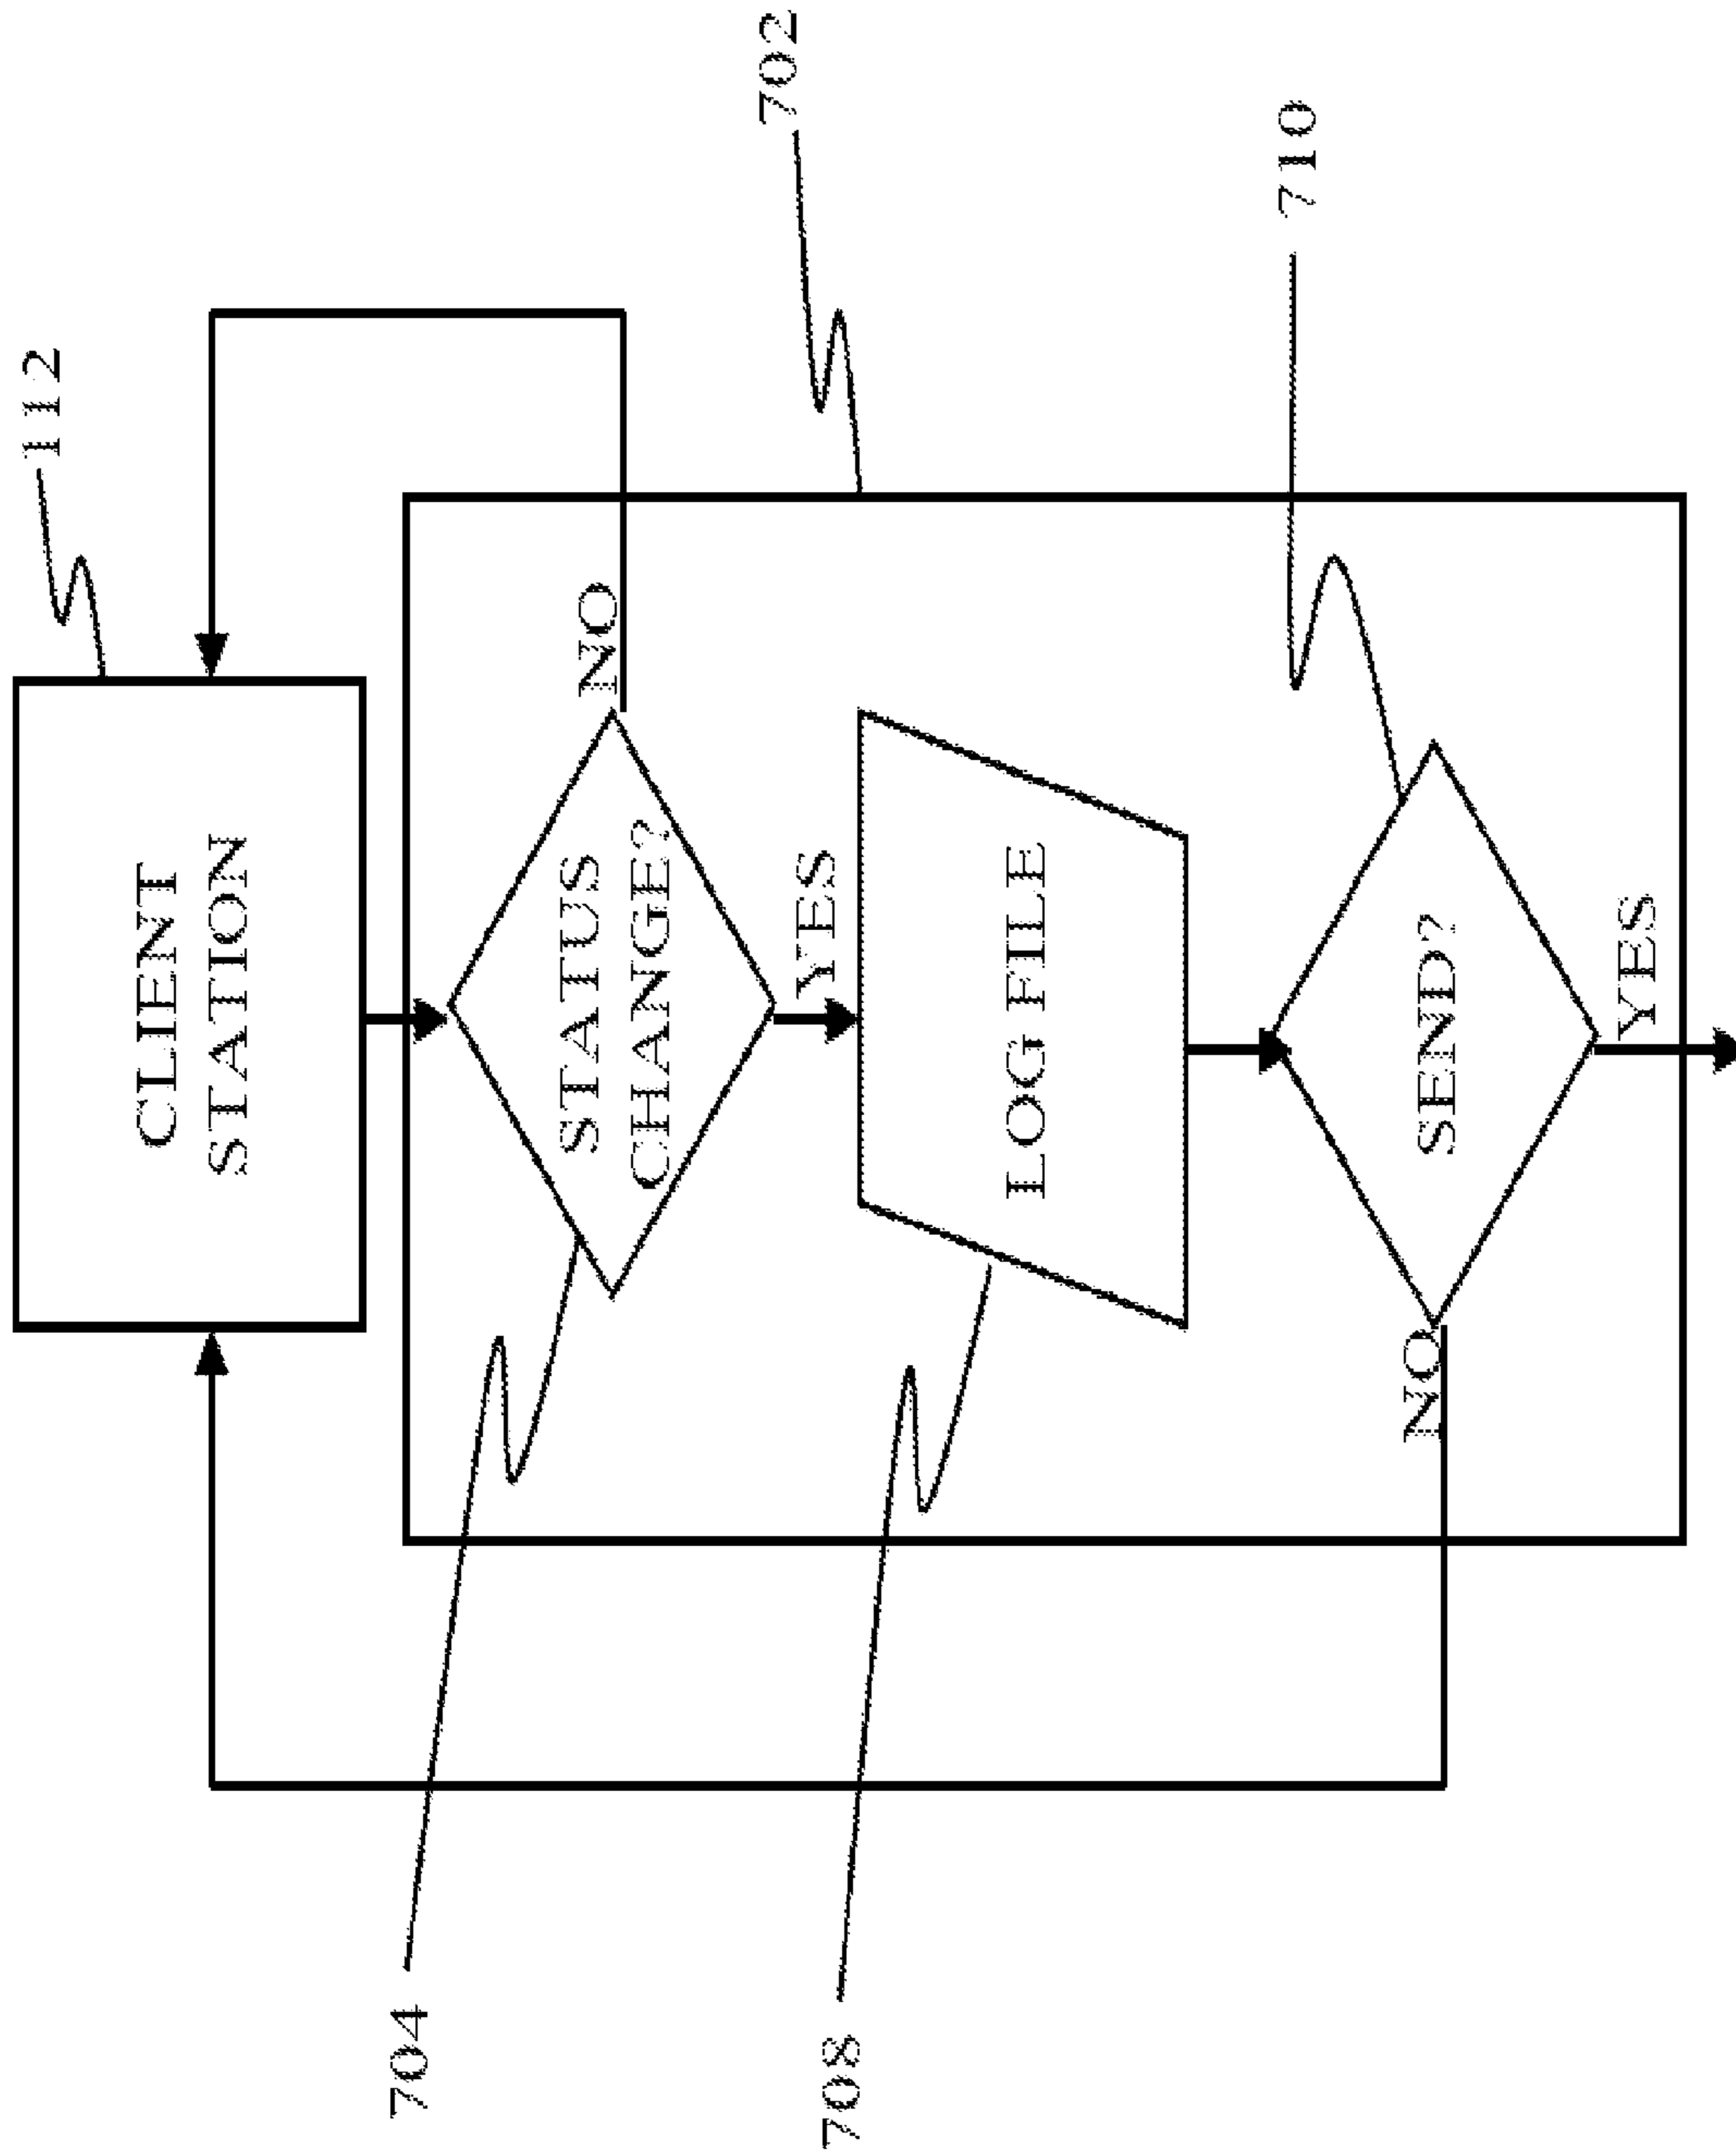 112
CLIENT
STATION
702
NO
704
STATUS
CHANGE?
YES
708
LOG FILE
710
SEND?
NO
YES